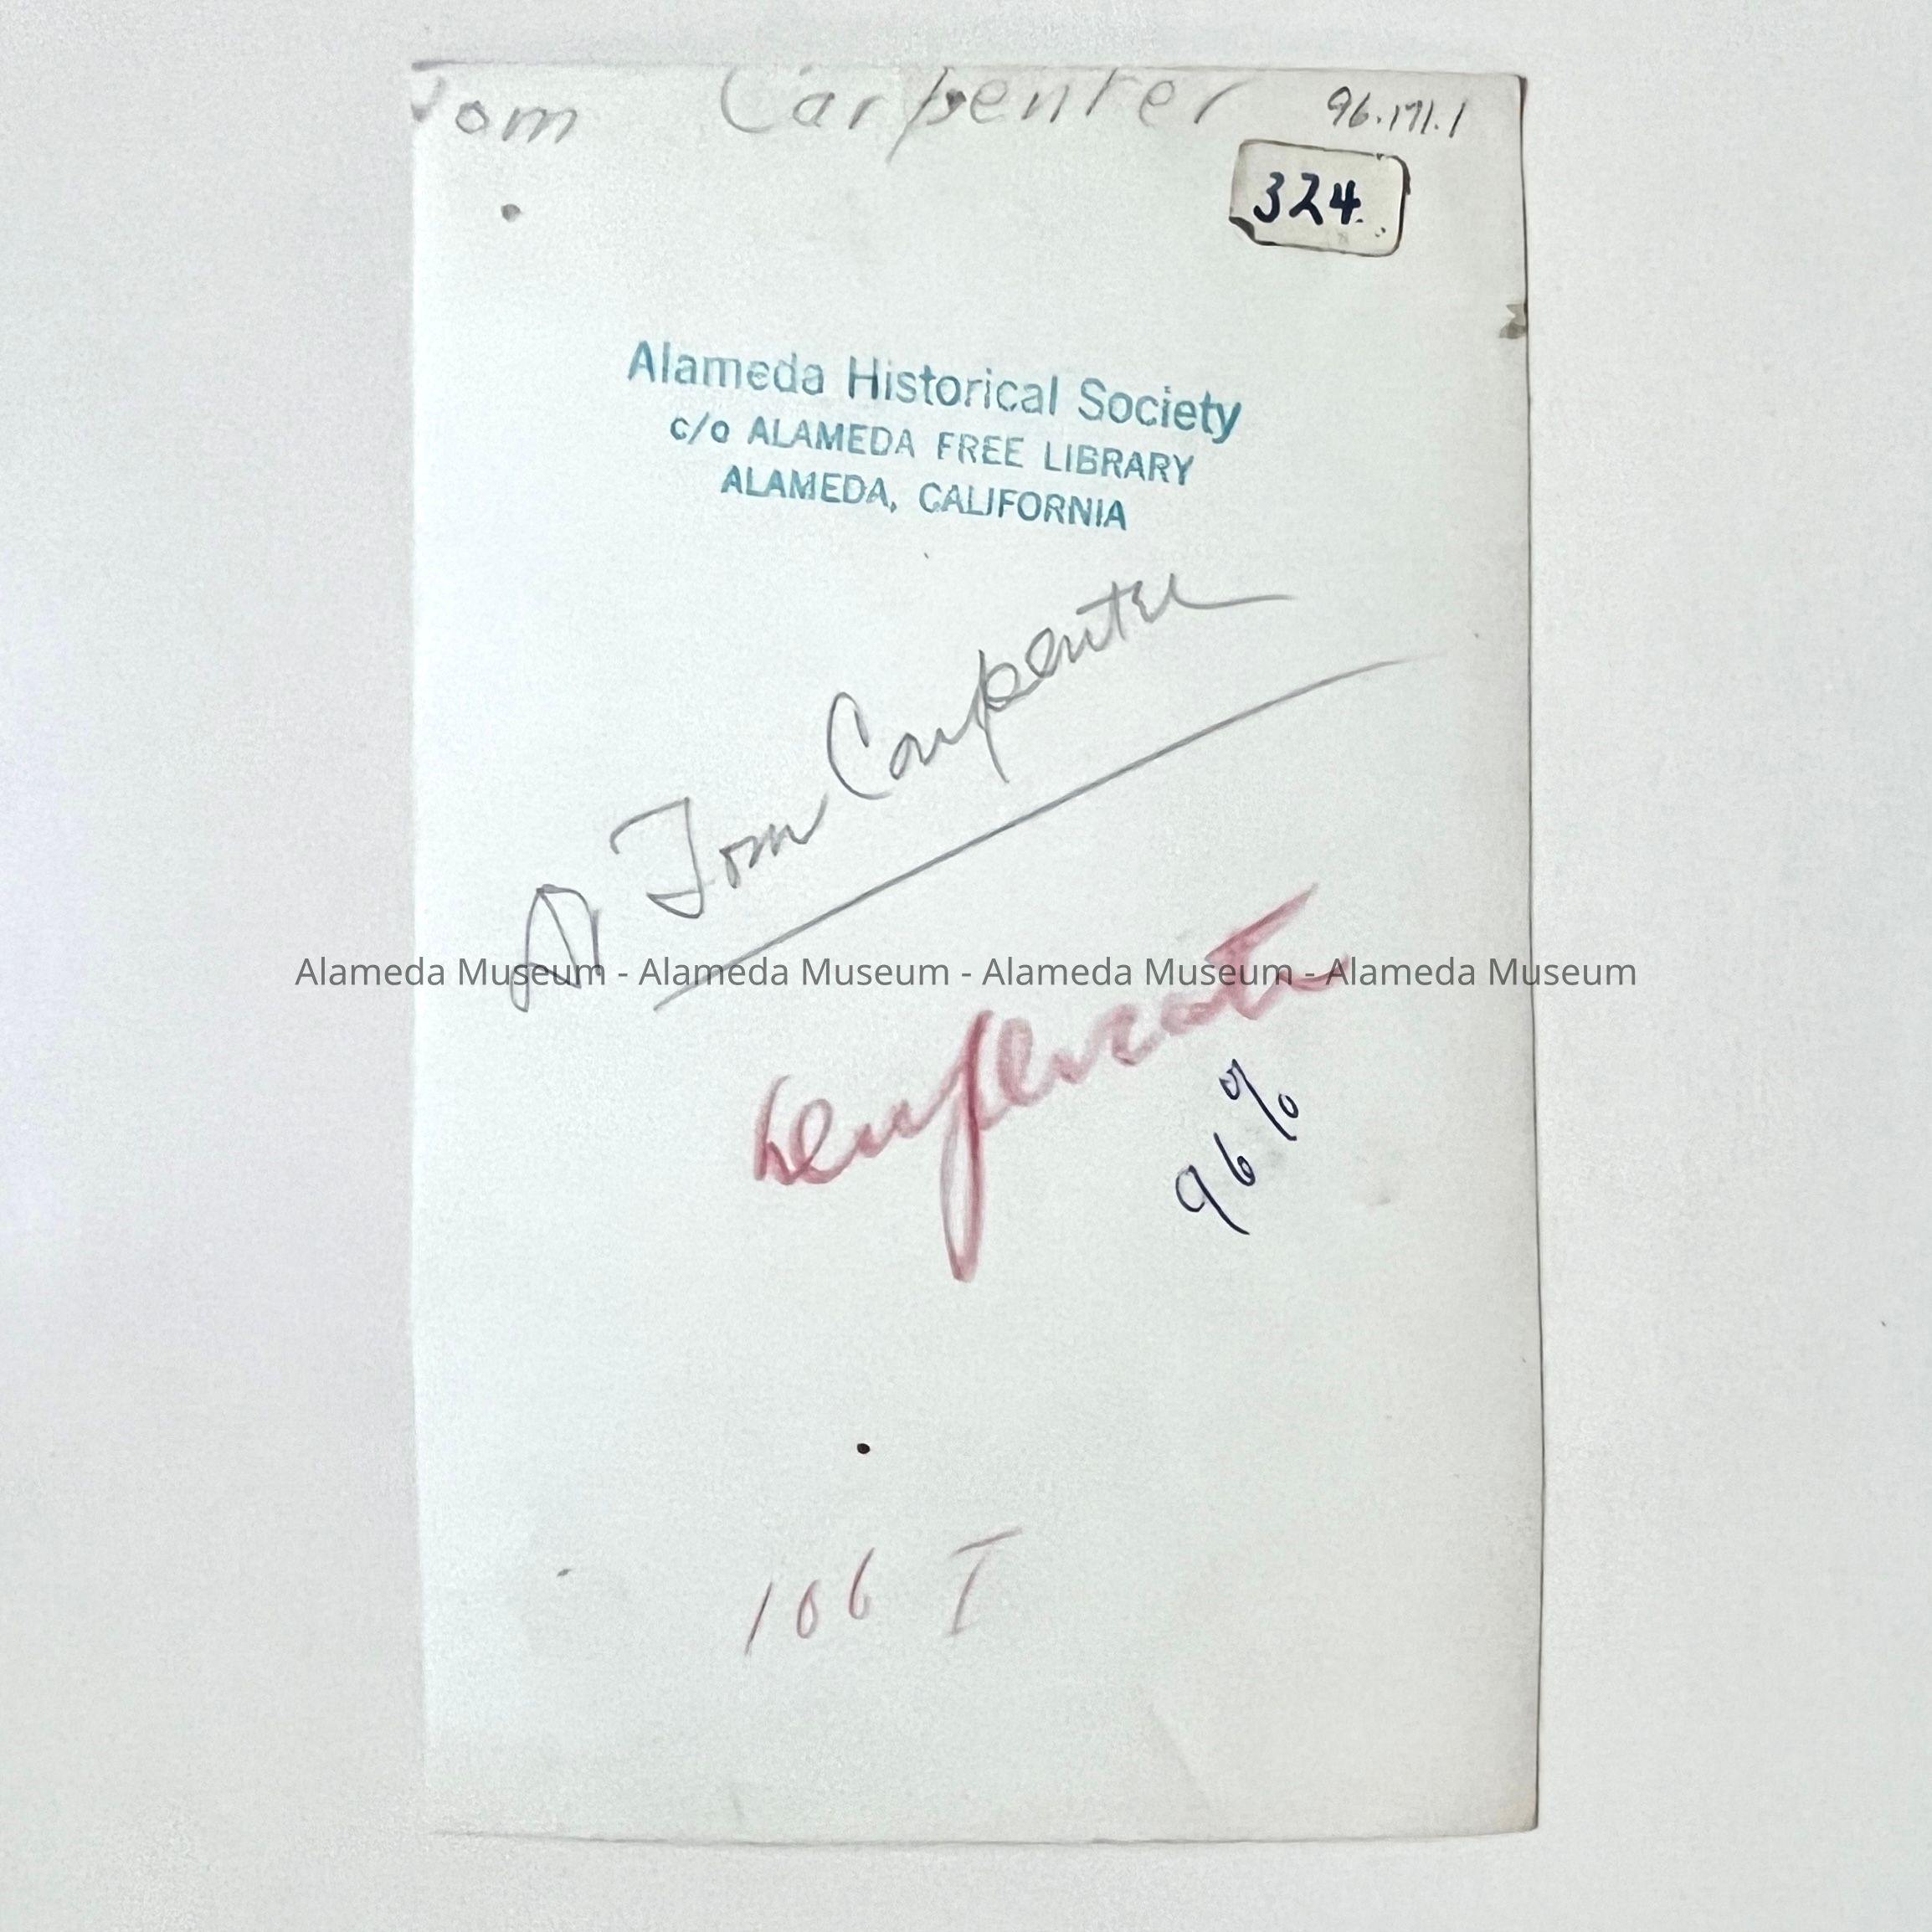 Tom Carpenter 96.171.1
324.
Alameda Historical Society
c/o ALAMEDA FREE LIBRARY
ALAMEDA, CALIFORNIA
Tom Carpenter
Alameda Museum - Alameda Museum - Alameda Museum - Alameda Museum
96%
106 I